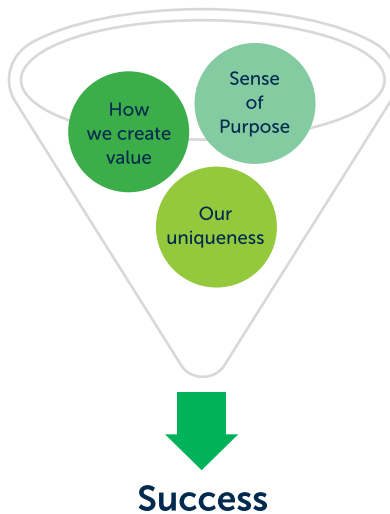 How
we create
value
Sense
of
Purpose
Our
uniqueness
Success